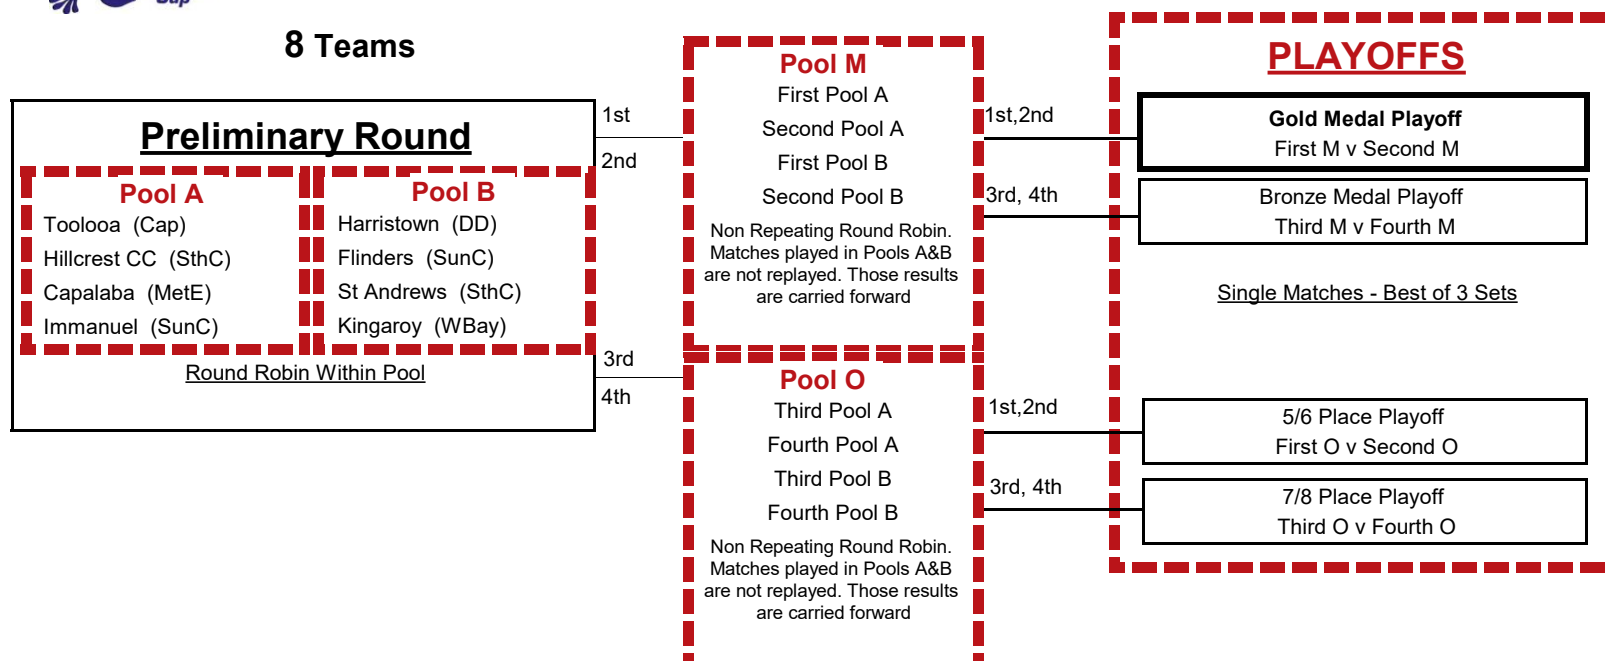 Cup
8 Teams
Preliminary Round
Pool A
Toolooa (Cap)
Hillcrest CC (SthC)
Capalaba (MetE)
Immanuel (SunC)
Pool B
Harristown (DD)
Flinders (SunC)
St Andrews (SthC)
Kingaroy (WBay)
Round Robin Within Pool
1st
2nd
3rd
4th
Pool M
First Pool A
Second Pool A
First Pool B
Second Pool B
Non Repeating Round Robin.
Matches played in Pools A&B
are not replayed. Those results
are carried forward
Pool O
Third Pool A
Fourth Pool A
Third Pool B
Fourth Pool B
Non Repeating Round Robin.
Matches played in Pools A&B
are not replayed. Those results
are carried forward
1st,2nd
3rd, 4th
1st,2nd
3rd, 4th
PLAYOFFS
Gold Medal Playoff
First M v Second M
Bronze Medal Playoff
Third M v Fourth M
Single Matches - Best of 3 Sets
5/6 Place Playoff
First O v Second O
7/8 Place Playoff
Third O v Fourth O